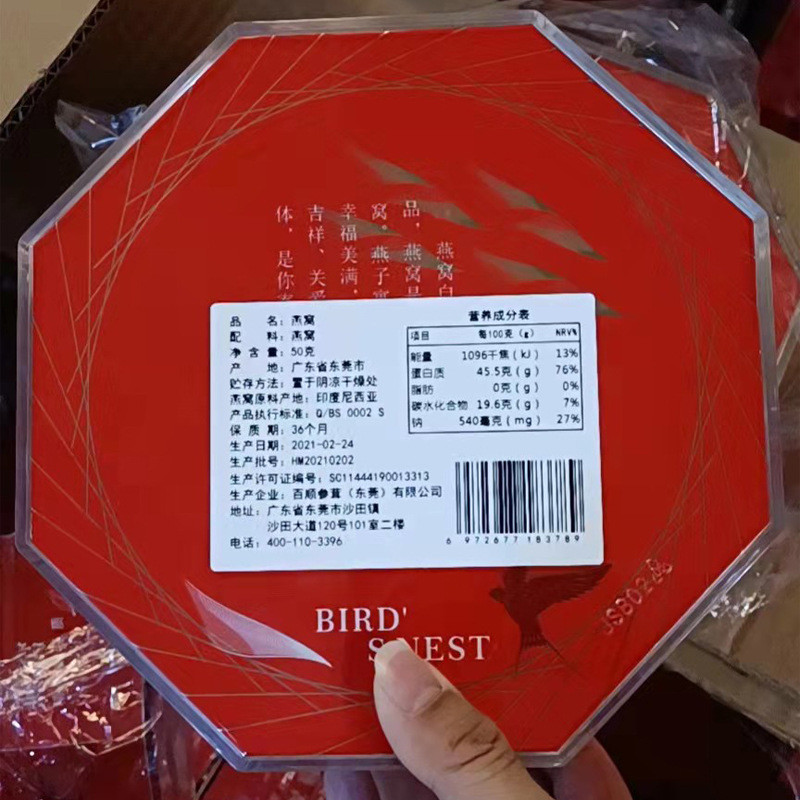 燕窝
品，燕窝
窝。燕子
幸福美满，
吉祥、关爱
体，是你
品 名：燕窝
配 料：燕窝
净 含 量：50克
产 地：广东省东莞市
贮存方法：置于阴凉干燥处
燕窝原料产地：印度尼西亚
产品执行标准：Q/BS 0002 S
保 质 期：36个月
生产日期：2021-02-24
生产批号：HM20210202
生产许可证编号：SC11444190013313
生产企业：百顺参茸（东莞）有限公司
地址：广东省东莞市沙田镇
沙田大道120号101室二楼
电话：400-110-3396
营养成分表
项目 每100克（g） NRV%
能量 1096千焦（kJ） 13%
蛋白质 45.5克（g） 76%
脂肪 0克（g） 0%
碳水化合物 19.6克（g） 7%
钠 540毫克（mg） 27%
6 972677 183789
BIRD'
S NEST